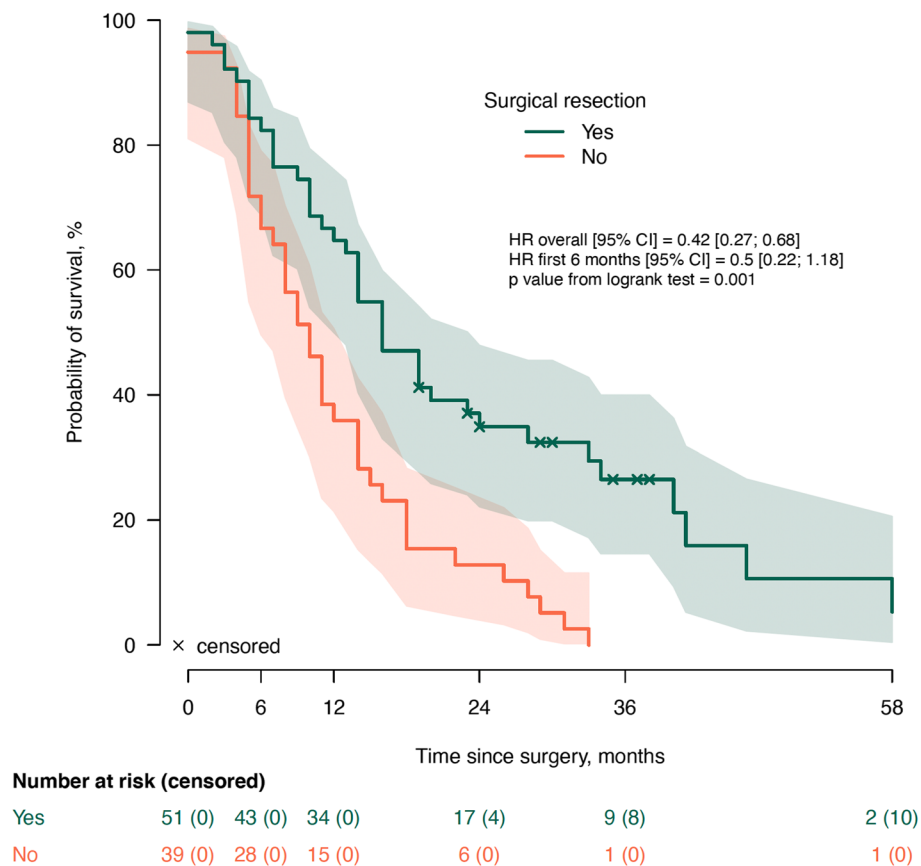 100
80
60
40
20
0
Probability of survival, %
Surgical resection
Yes
No
HR overall [95% CI] = 0.42 [0.27; 0.68]
HR first 6 months [95% CI] = 0.5 [0.22; 1.18]
p value from logrank test = 0.001
× censored
0 6 12 24 36 58
Time since surgery, months
Number at risk (censored)
Yes 51 (0) 43 (0) 34 (0) 17 (4) 9 (8) 2 (10)
No 39 (0) 28 (0) 15 (0) 6 (0) 1 (0) 1 (0)